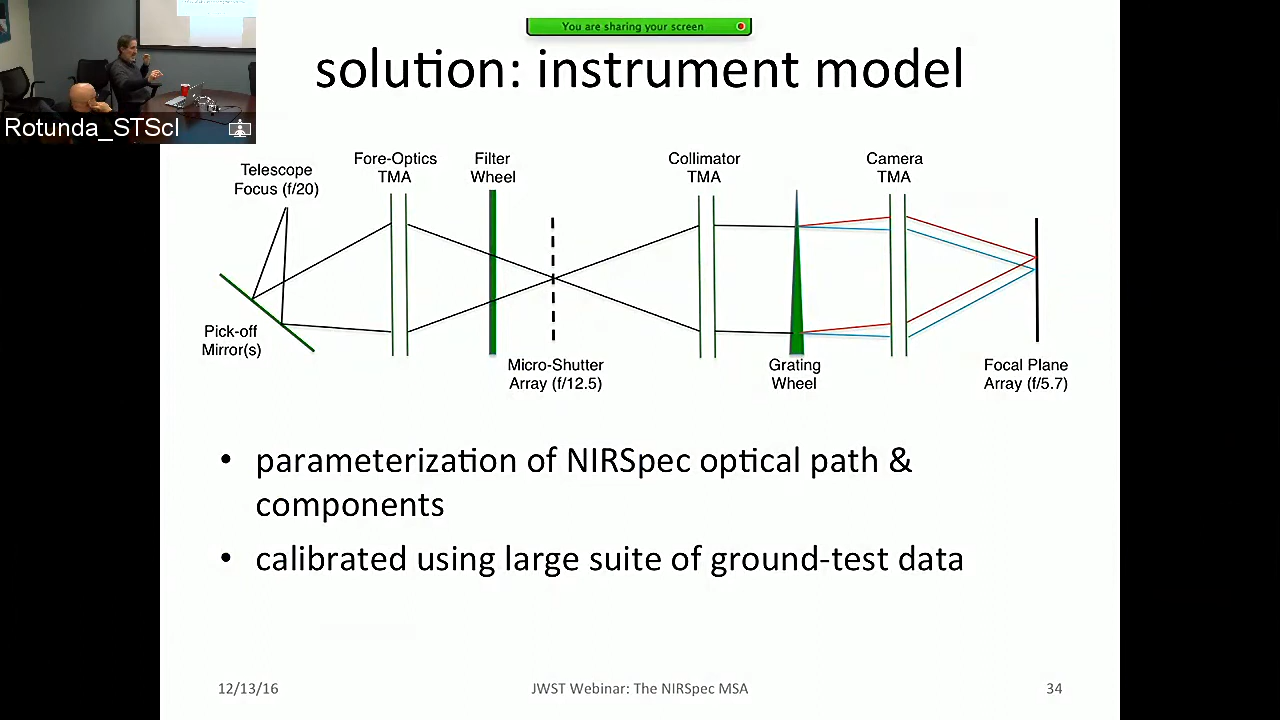 You are sharing your screen
solution: instrument model
Rotunda_STScI
Telescope
Focus (f/20)
Fore-Optics
TMA
Filter
Wheel
Collimator
TMA
Camera
TMA
Pick-off
Mirror(s)
Micro-Shutter
Array (f/12.5)
Grating
Wheel
Focal Plane
Array (f/5.7)
• parameterization of NIRSpec optical path &
components
• calibrated using large suite of ground-test data
12/13/16
JWST Webinar: The NIRSpec MSA
34